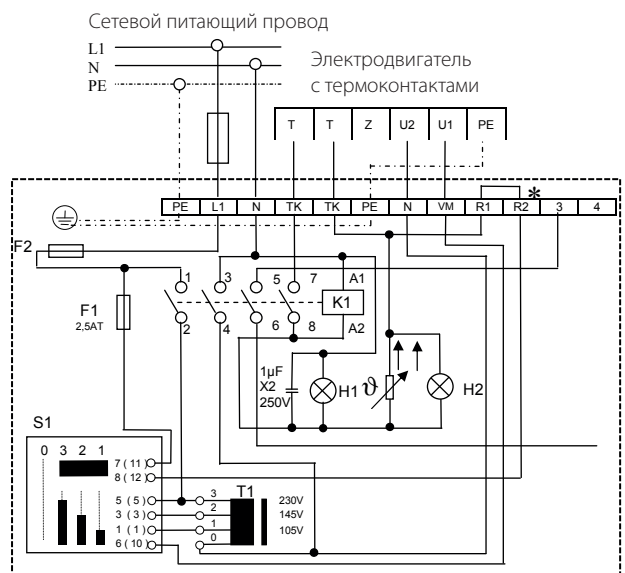 Сетевой питающий провод
L1
N
PE
Электродвигатель
с термоконтактами
T T Z U2 U1 PE
PE L1 N TK TK PE N VM R1 R2 * 3 4
F2
F1
2,5AT
1 3 5 7 A1
K1
2 4 6 8 A2
1µF
X2
250V
H1
ϑ
H2
S1
0 3 2 1
7 (11)
8 (12)
5 (5)
3 (3)
1 (1)
6 (10)
T1
3
2
1
0
230V
145V
105V